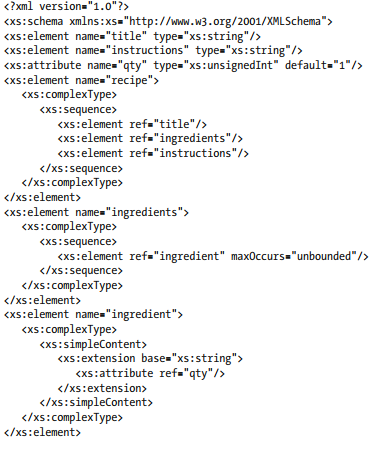 <?xml version="1.0"?>
<xs:schema xmlns:xs="http://www.w3.org/2001/XMLSchema">
<xs:element name="title" type="xs:string"/>
<xs:element name="instructions" type="xs:string"/>
<xs:attribute name="qty" type="xs:unsignedInt" default="1"/>
<xs:element name="recipe">
   <xs:complexType>
      <xs:sequence>
         <xs:element ref="title"/>
         <xs:element ref="ingredients"/>
         <xs:element ref="instructions"/>
      </xs:sequence>
   </xs:complexType>
</xs:element>
<xs:element name="ingredients">
   <xs:complexType>
      <xs:sequence>
         <xs:element ref="ingredient" maxOccurs="unbounded"/>
      </xs:sequence>
   </xs:complexType>
</xs:element>
<xs:element name="ingredient">
   <xs:complexType>
      <xs:simpleContent>
         <xs:extension base="xs:string">
            <xs:attribute ref="qty"/>
         </xs:extension>
      </xs:simpleContent>
   </xs:complexType>
</xs:element>